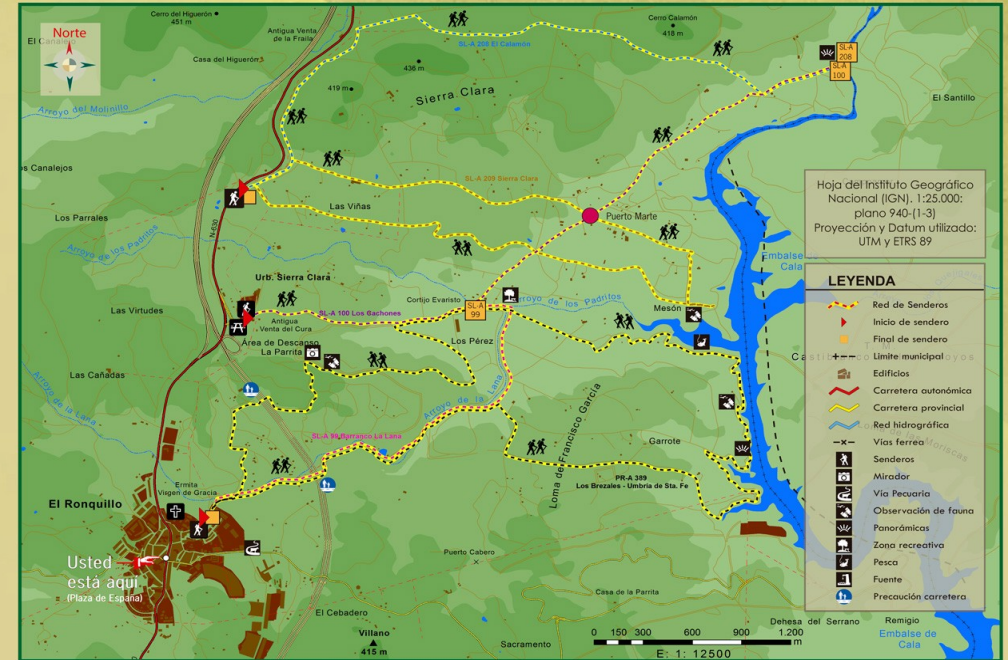 Norte
Cerro del Higuerón
451 m
Antigua Venta
de la Fraila
Casa del Higuerón
Cerro Calamón
418 m
SL-A 208 El Calamón
436 m
419 m
Sierra Clara
SL-A
208
SL-A
100
El Santillo
Arroyo del Molinillo
Los Parrales
N-630
Las Viñas
SL-A 209 Sierra Clara
Puerto Marte
Arroyo de los Padritos
Urb. Sierra Clara
Las Virtudes
SL-A 100 Los Bachones
Antigua
Venta del Cura
Cortijo Evaristo
SL-A
99
Arroyo de los Padritos
Mesón
Embalse de
Cala
Área de Descanso
La Parrita
Los Pérez
Las Cañadas
Arroyo de la Lana
Arroyo de la Lana
SL-A 99 Barranco La Lana
Loma de Francisco García
Garrote
PR-A 389
Los Brezales - Umbría de Sta. Fe
Ermita
Visgen de Gracia
El Ronquillo
Usted
está aquí
(Plaza de España)
Puerto Cabero
Casa de la Parrita
El Cebadero
Villano
415 m
Sacramento
Dehesa del Serrano
Remigio
Embalse de
Cala
0 150 300 600 900 1.200
m
E: 1: 12500
Hoja del Instituto Geográfico
Nacional (IGN). 1:25.000:
plano 940-(1-3)
Proyección y Datum utilizado:
UTM y ETRS 89
LEYENDA
Red de Senderos
Inicio de sendero
Final de sendero
Limite municipal
Edificios
Carretera autonómica
Carretera provincial
Red hidrográfica
Vías ferrea
Senderos
Mirador
Vía Pecuaria
Observación de fauna
Panorámicas
Zona recreativa
Pesca
Fuente
Precaución carretera